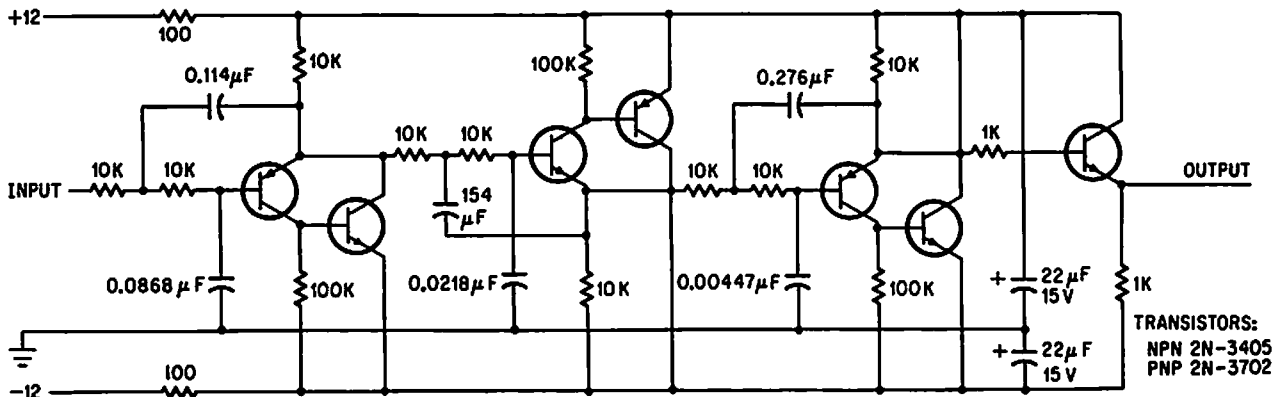 +12
100
10K
0.114µF
10K
10K
INPUT
0.0868µF
100K
10K
10K
154
µF
100K
0.0218µF
10K
10K
10K
0.276µF
10K
0.00447µF
100K
1K
OUTPUT
1K
+ 22µF
15V
+ 22µF
15V
TRANSISTORS:
NPN 2N-3405
PNP 2N-3702
-12
100